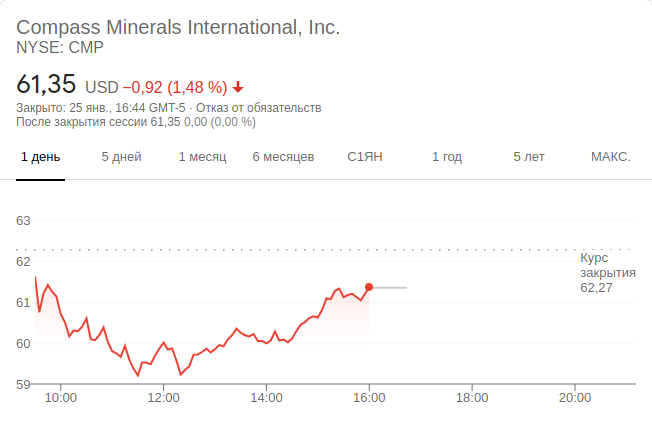 Compass Minerals International, Inc.
NYSE: CMP
61,35 USD −0,92 (1,48 %)
Закрыто: 25 янв., 16:44 GMT-5 · Отказ от обязательств
После закрытия сессии 61,35 0,00 (0,00 %)
1 день 5 дней 1 месяц 6 месяцев С1ЯН 1 год 5 лет МАКС.
63
62
61
60
59
Курс
закрытия
62,27
10:00 12:00 14:00 16:00 18:00 20:00